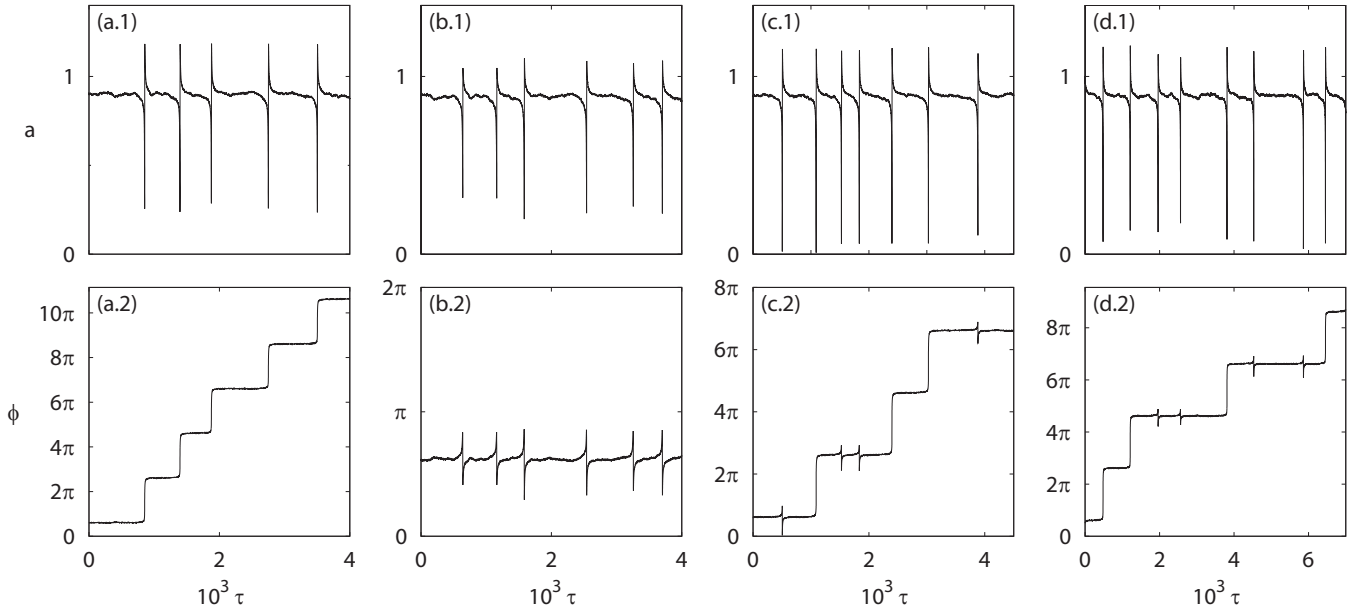 (a.1) (b.1) (c.1) (d.1)
1 1 1 1
a
0 0 0 0
(a.2) (b.2) (c.2) (d.2)
10π 2π 8π 8π
8π 6π 6π
6π π 4π 4π
4π 2π 2π
2π
0 0 0 0
ϕ
0 2 4 0 2 4 0 2 4 0 2 4 6
10³ τ 10³ τ 10³ τ 10³ τ